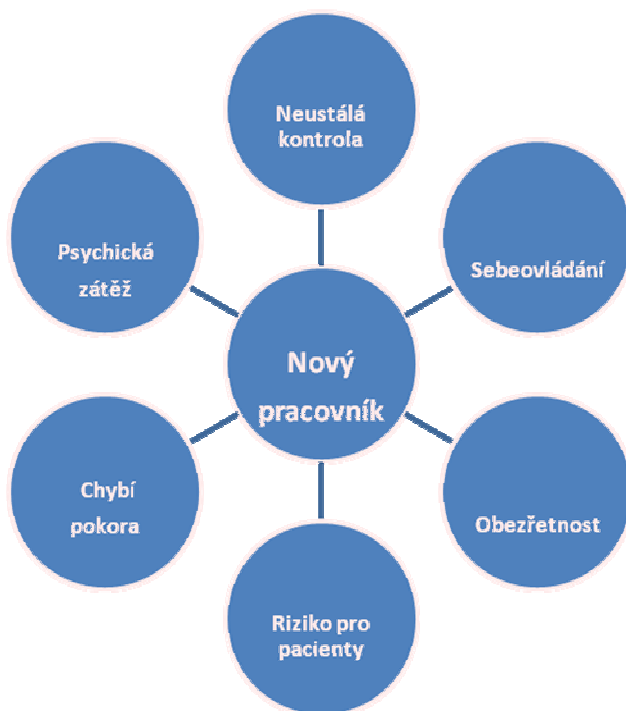 Neustálá
kontrola
Psychická
zátěž
Sebeovládání
Nový
pracovník
Chybí
pokora
Obezřetnost
Riziko pro
pacienty